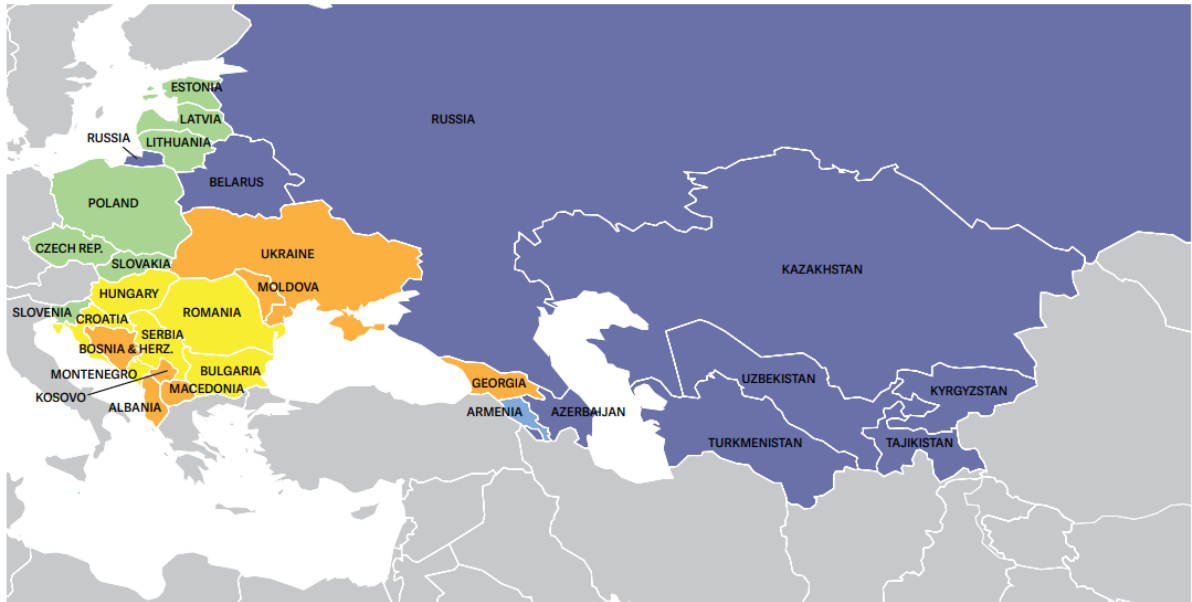 ESTONIA
LATVIA
RUSSIA
RUSSIA
LITHUANIA
BELARUS
POLAND
CZECH REP.
UKRAINE
SLOVAKIA
KAZAKHSTAN
MOLDOVA
HUNGARY
SLOVENIA
ROMANIA
CROATIA
SERBIA
BOSNIA & HERZ.
MONTENEGRO
BULGARIA
UZBEKISTAN
GEORGIA
MACEDONIA
KYRGYZSTAN
KOSOVO
ALBANIA
ARMENIA
AZERBAIJAN
TURKMENISTAN
TAJIKISTAN